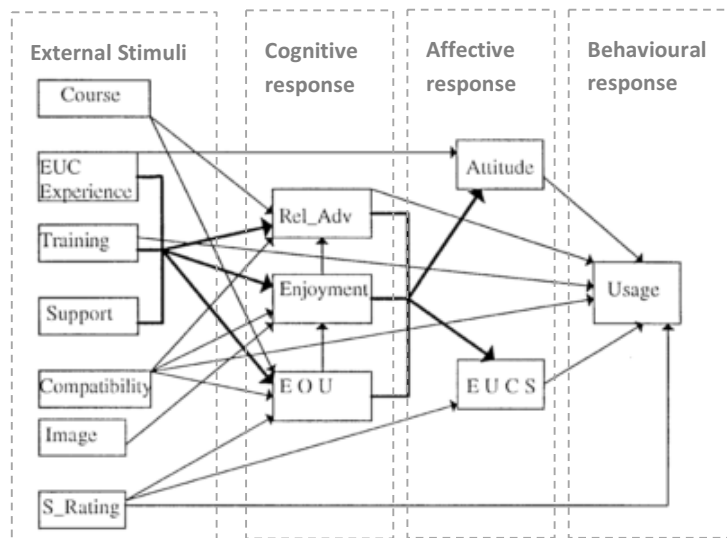 External Stimuli
Cognitive
response
Affective
response
Behavioural
response
Course
EUC
Experience
Training
Support
Compatibility
Image
S_Rating
Rel_Adv
Enjoyment
E O U
Attitude
E U C S
Usage